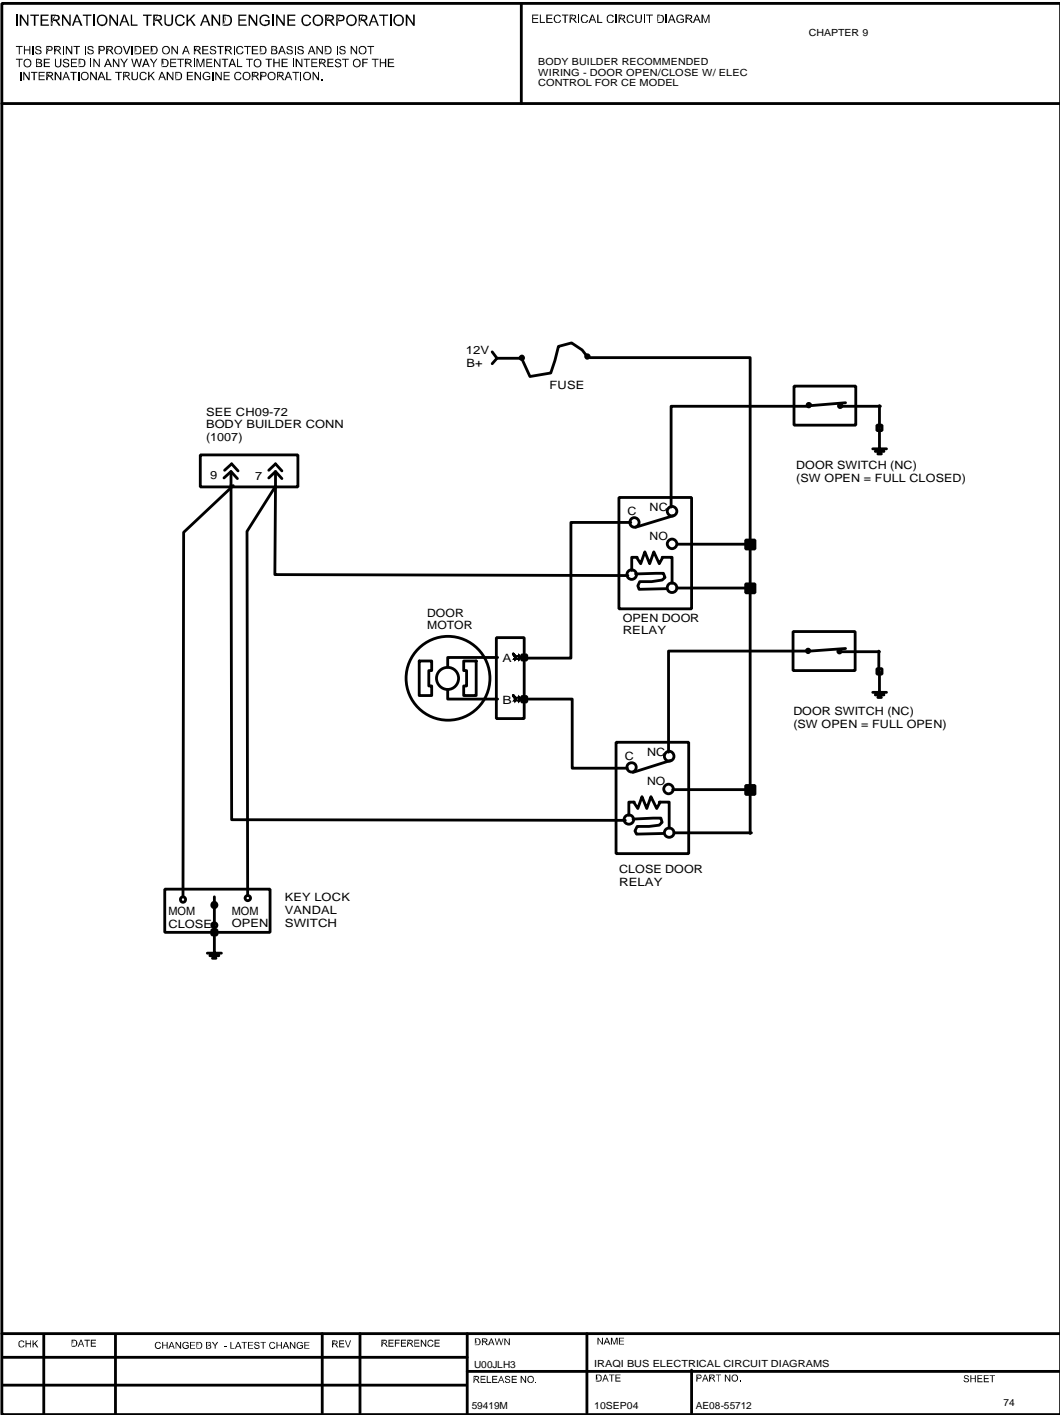 INTERNATIONAL TRUCK AND ENGINE CORPORATION
THIS PRINT IS PROVIDED ON A RESTRICTED BASIS AND IS NOT
TO BE USED IN ANY WAY DETRIMENTAL TO THE INTEREST OF THE
INTERNATIONAL TRUCK AND ENGINE CORPORATION.
ELECTRICAL CIRCUIT DIAGRAM
CHAPTER 9
BODY BUILDER RECOMMENDED
WIRING - DOOR OPEN/CLOSE W/ ELEC
CONTROL FOR CE MODEL
12V
B+
FUSE
SEE CH09-72
BODY BUILDER CONN
(1007)
9 7
DOOR SWITCH (NC)
(SW OPEN = FULL CLOSED)
C NC
NO
OPEN DOOR
RELAY
DOOR
MOTOR
A
B
DOOR SWITCH (NC)
(SW OPEN = FULL OPEN)
C NC
NO
CLOSE DOOR
RELAY
MOM
CLOSE
MOM
OPEN
KEY LOCK
VANDAL
SWITCH
CHK DATE CHANGED BY - LATEST CHANGE REV REFERENCE
DRAWN
U00JLH3
NAME
IRAQI BUS ELECTRICAL CIRCUIT DIAGRAMS
RELEASE NO.
59419M
DATE
10SEP04
PART NO.
AE08-55712
SHEET
74